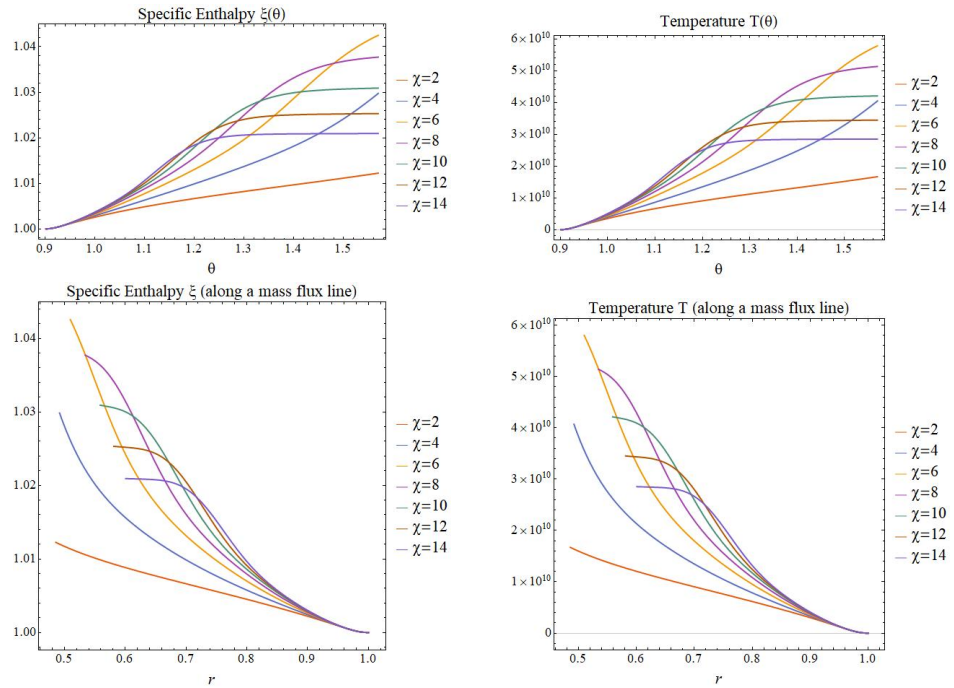 Specific Enthalpy ξ(θ)
1.04
1.03
1.02
1.01
1.00
0.9 1.0 1.1 1.2 1.3 1.4 1.5
θ
χ=2
χ=4
χ=6
χ=8
χ=10
χ=12
χ=14
Temperature T(θ)
6×10¹⁰
5×10¹⁰
4×10¹⁰
3×10¹⁰
2×10¹⁰
1×10¹⁰
0
0.9 1.0 1.1 1.2 1.3 1.4 1.5
θ
χ=2
χ=4
χ=6
χ=8
χ=10
χ=12
χ=14
Specific Enthalpy ξ (along a mass flux line)
1.04
1.03
1.02
1.01
1.00
0.5 0.6 0.7 0.8 0.9 1.0
r
χ=2
χ=4
χ=6
χ=8
χ=10
χ=12
χ=14
Temperature T (along a mass flux line)
6×10¹⁰
5×10¹⁰
4×10¹⁰
3×10¹⁰
2×10¹⁰
1×10¹⁰
0
0.5 0.6 0.7 0.8 0.9 1.0
r
χ=2
χ=4
χ=6
χ=8
χ=10
χ=12
χ=14